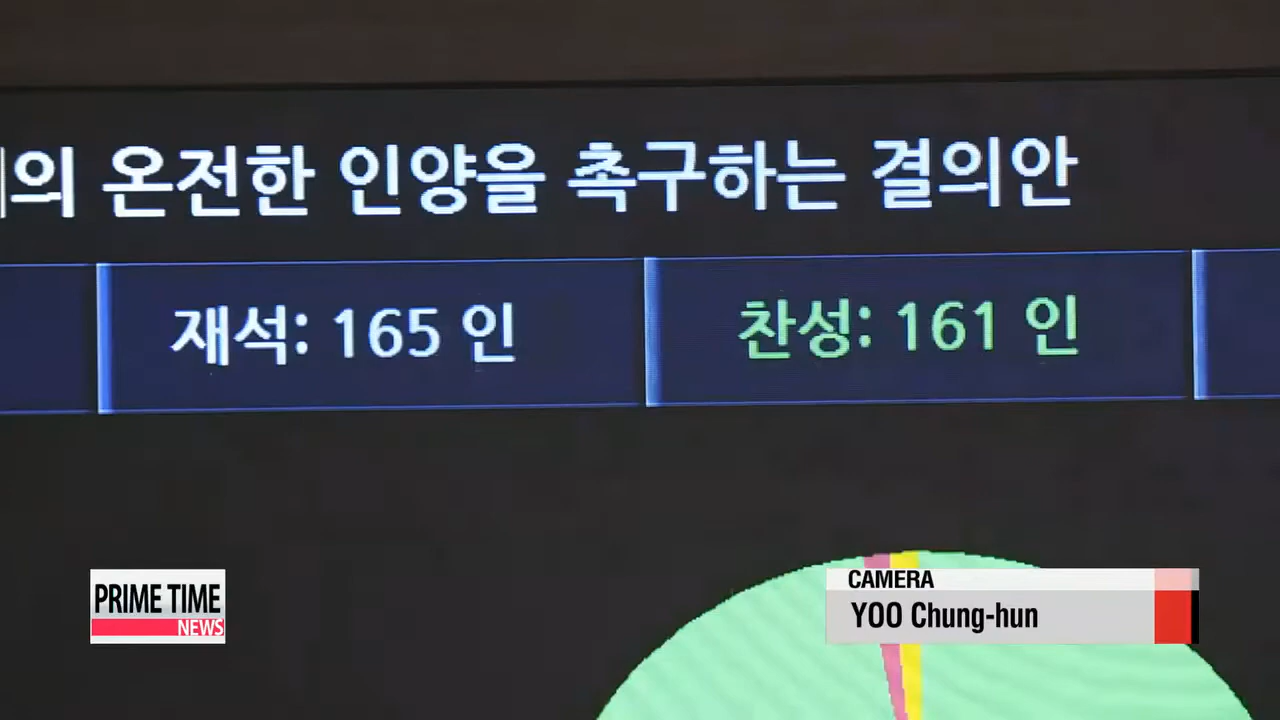 의 온전한 인양을 촉구하는 결의안
재석: 165 인
찬성: 161 인
PRIME TIME
NEWS
CAMERA
YOO Chung-hun